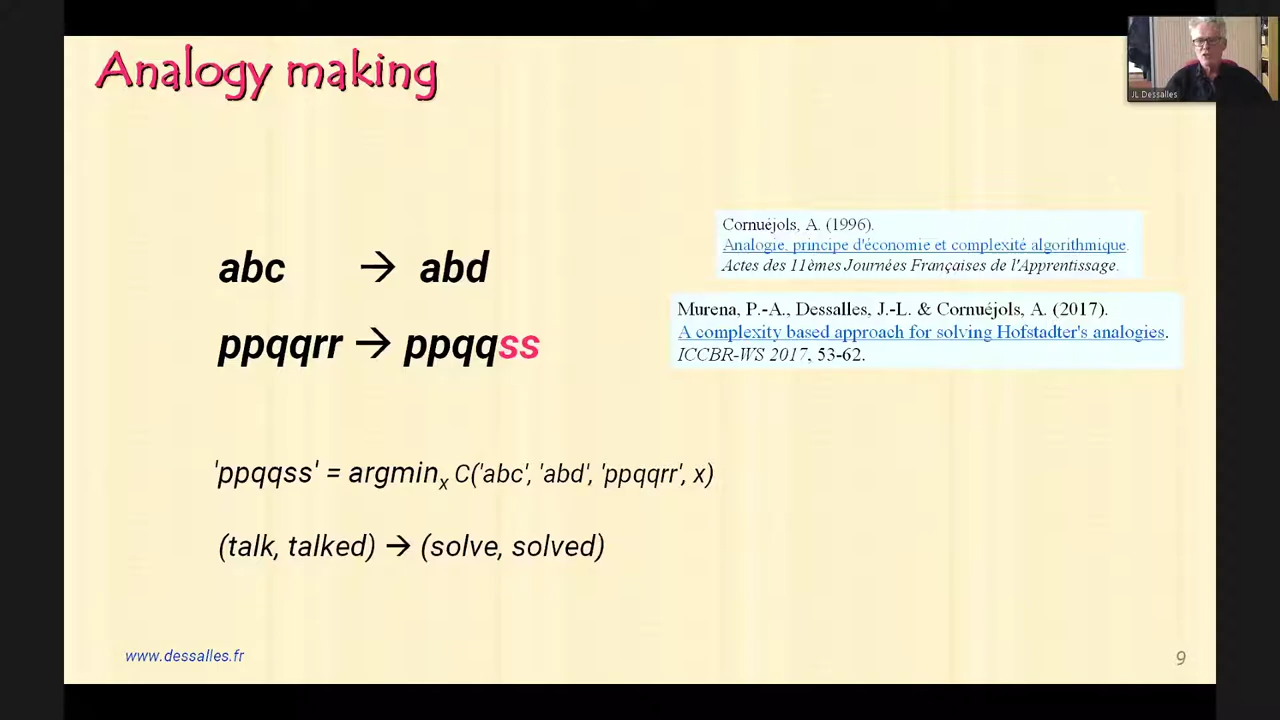 Analogy making
JL Dessalles
abc → abd
ppqqrr → ppqqss
Cornuéjols, A. (1996).
Analogie, principe d'économie et complexité algorithmique.
Actes des 11èmes Journées Françaises de l'Apprentissage.
Murena, P.-A., Dessalles, J.-L. & Cornuéjols, A. (2017).
A complexity based approach for solving Hofstadter's analogies.
ICCBR-WS 2017, 53-62.
'ppqqss' = argminx C('abc', 'abd', 'ppqqrr', x)
(talk, talked) → (solve, solved)
www.dessalles.fr
9